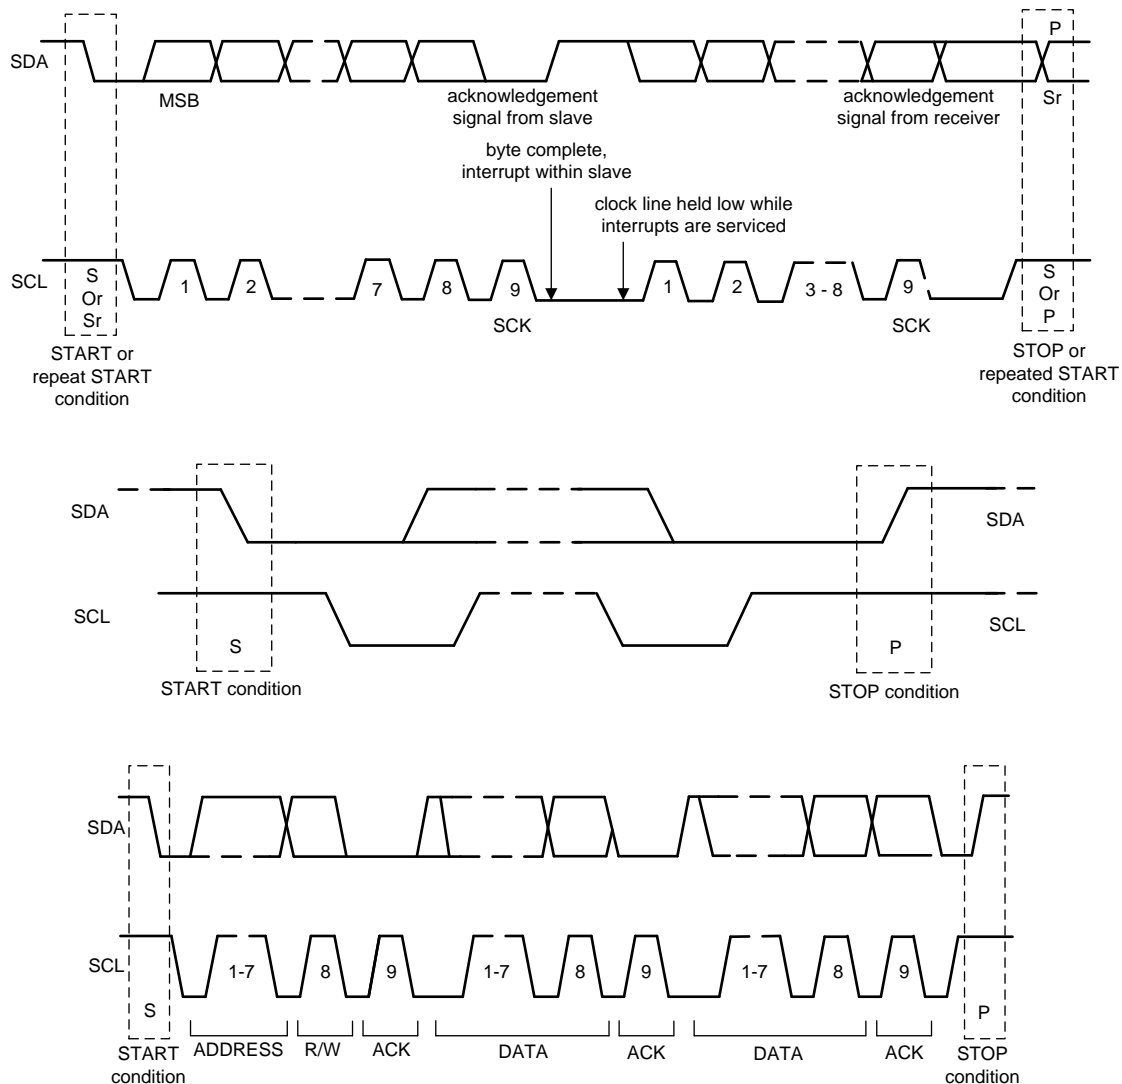 P
SDA
MSB
acknowledgement
signal from slave
acknowledgement
signal from receiver
Sr
byte complete,
interrupt within slave
clock line held low while
interrupts are serviced
SCL
S
Or
Sr
1
2
7
8
9
1
2
3 - 8
9
S
Or
P
SCK
SCK
START or
repeat START
condition
STOP or
repeated START
condition
SDA
SDA
SCL
SCL
S
P
START condition
STOP condition
SDA
SCL
1-7
8
9
1-7
8
9
1-7
8
9
S
P
START
condition
ADDRESS
R/W
ACK
DATA
ACK
DATA
ACK
STOP
condition